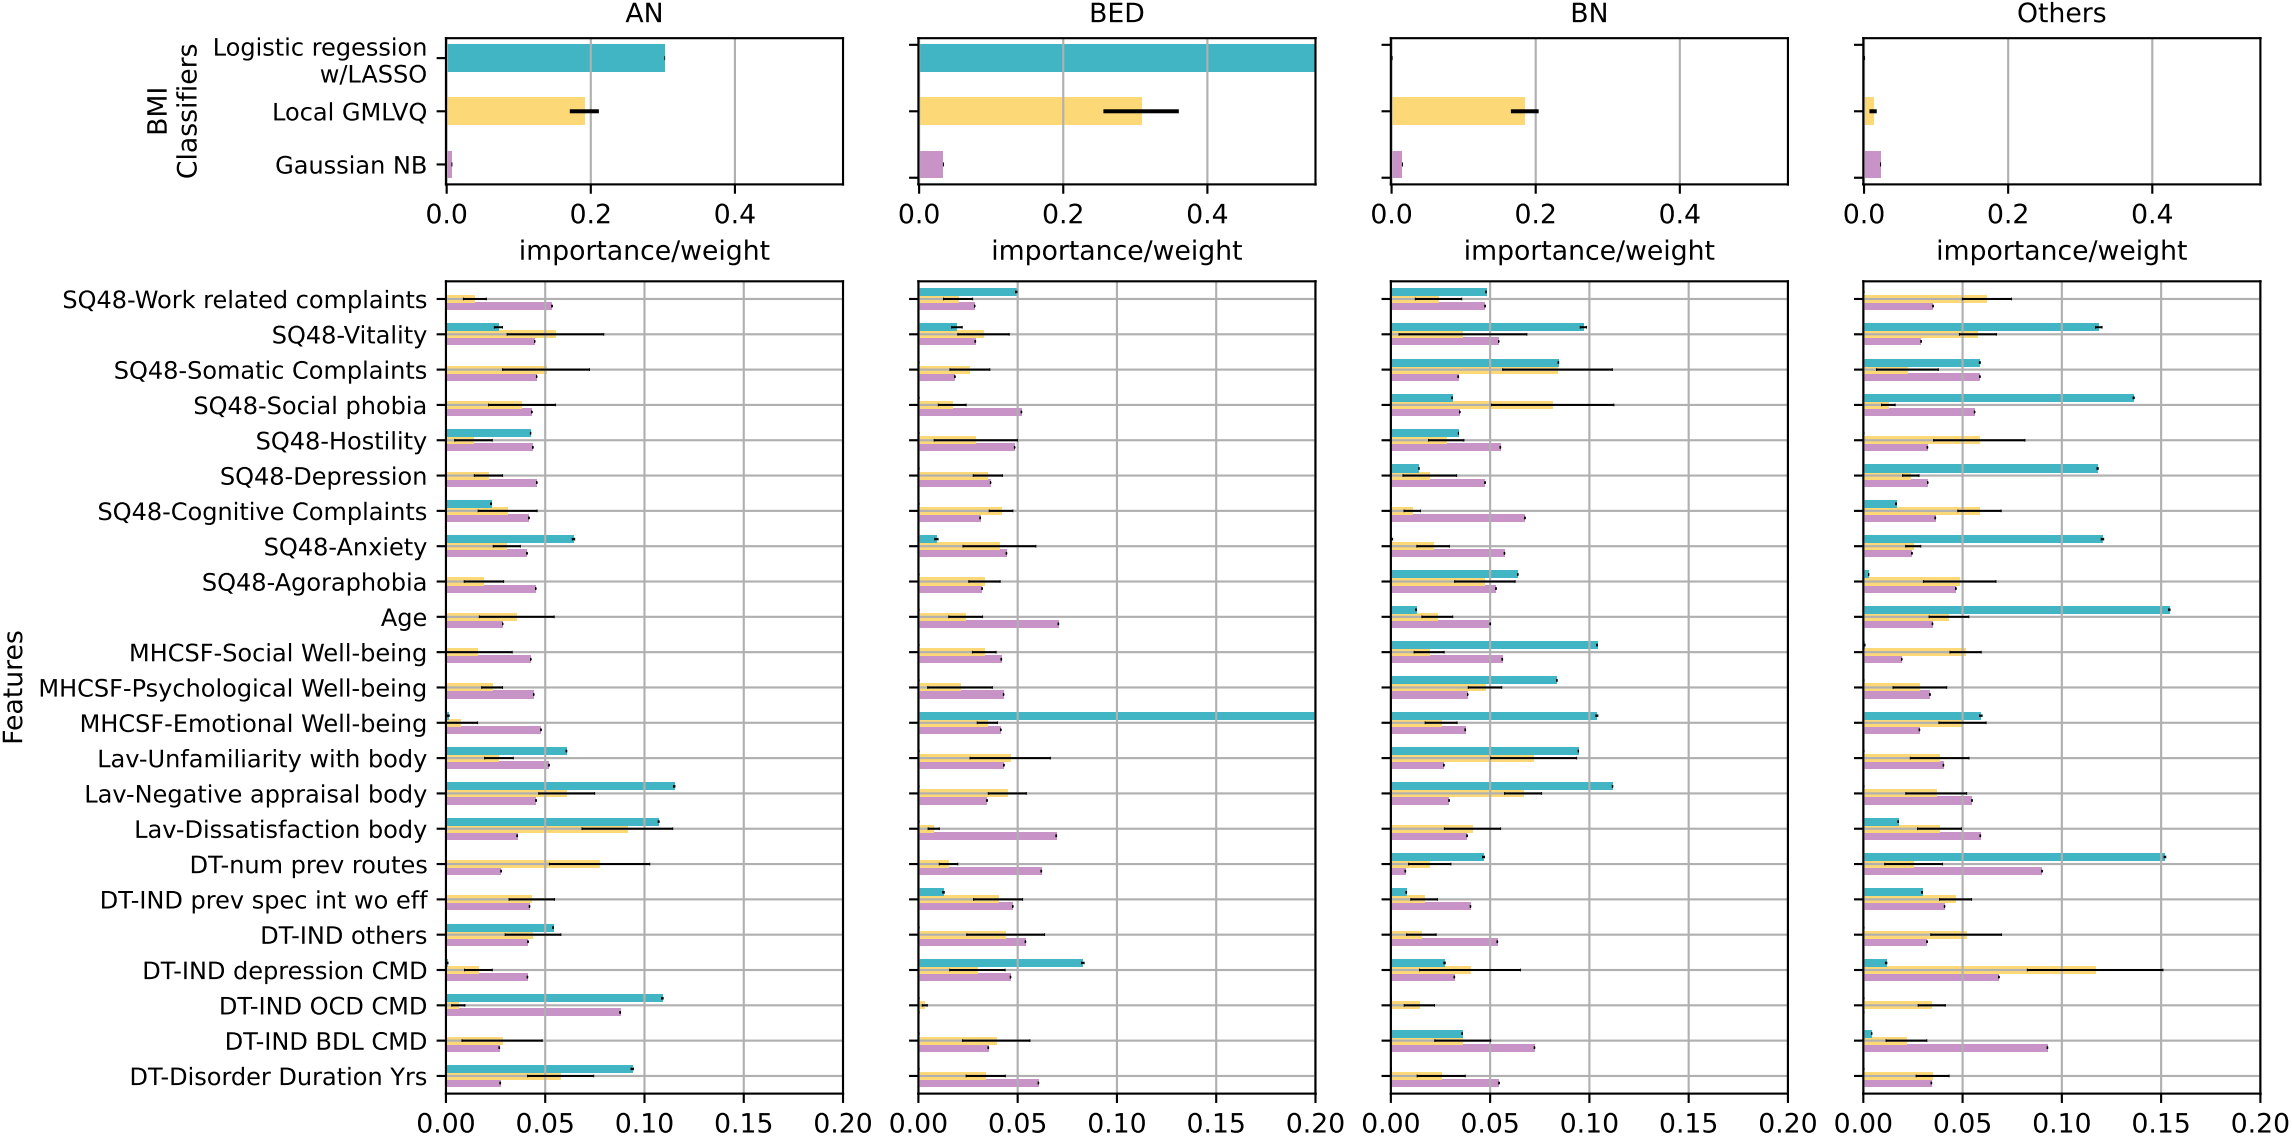 AN BED BN Others
BMI
Classifiers
Logistic regession
w/LASSO
Local GMLVQ
Gaussian NB
0.0 0.2 0.4 0.0 0.2 0.4 0.0 0.2 0.4 0.0 0.2 0.4
importance/weight importance/weight importance/weight importance/weight
Features
SQ48-Work related complaints
SQ48-Vitality
SQ48-Somatic Complaints
SQ48-Social phobia
SQ48-Hostility
SQ48-Depression
SQ48-Cognitive Complaints
SQ48-Anxiety
SQ48-Agoraphobia
Age
MHCSF-Social Well-being
MHCSF-Psychological Well-being
MHCSF-Emotional Well-being
Lav-Unfamiliarity with body
Lav-Negative appraisal body
Lav-Dissatisfaction body
DT-num prev routes
DT-IND prev spec int wo eff
DT-IND others
DT-IND depression CMD
DT-IND OCD CMD
DT-IND BDL CMD
DT-Disorder Duration Yrs
0.00 0.05 0.10 0.15 0.20 0.00 0.05 0.10 0.15 0.20 0.00 0.05 0.10 0.15 0.20 0.00 0.05 0.10 0.15 0.20